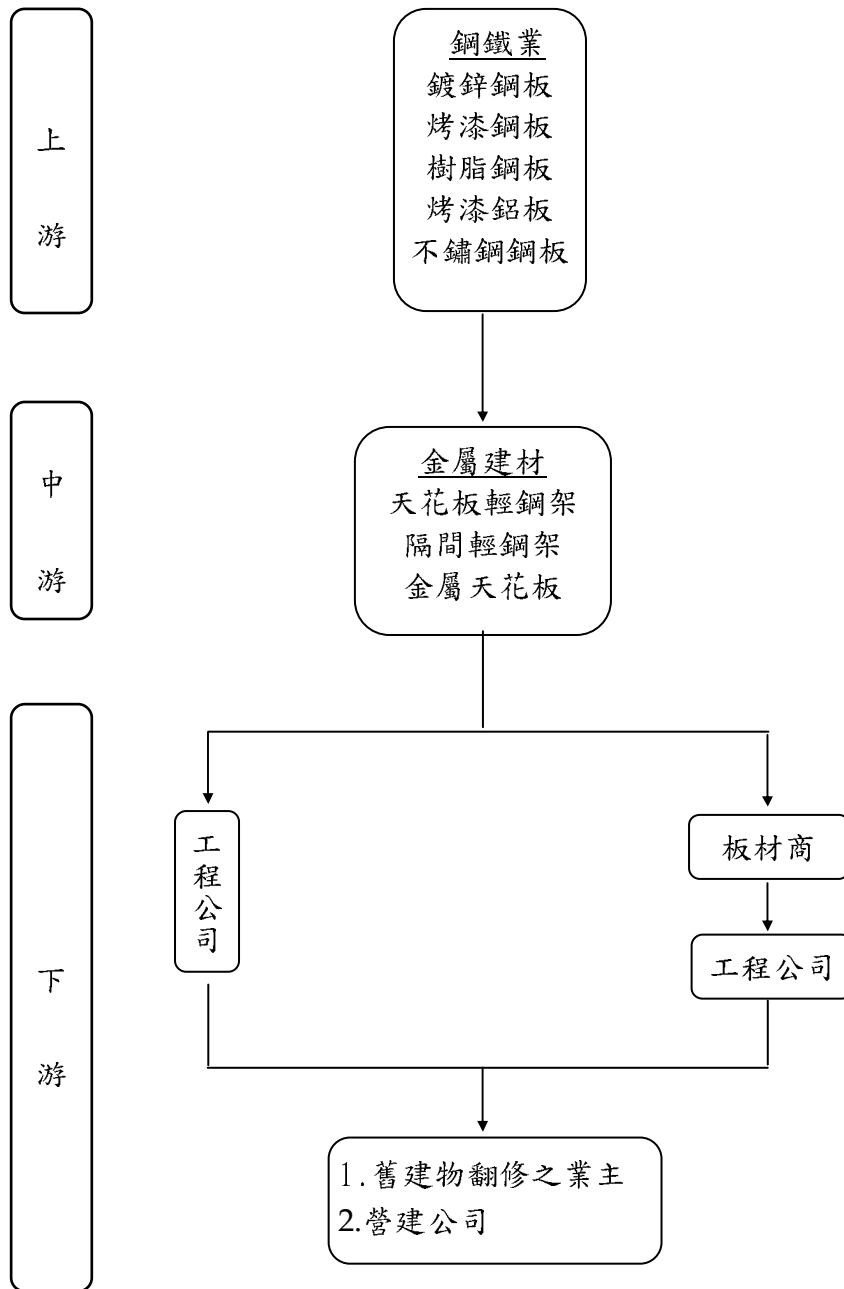 上游
鋼鐵業
鍍鋅鋼板
烤漆鋼板
樹脂鋼板
烤漆鋁板
不鏽鋼鋼板
中游
金屬建材
天花板輕鋼架
隔間輕鋼架
金屬天花板
下游
工程公司
板材商
工程公司
1.舊建物翻修之業主
2.營建公司